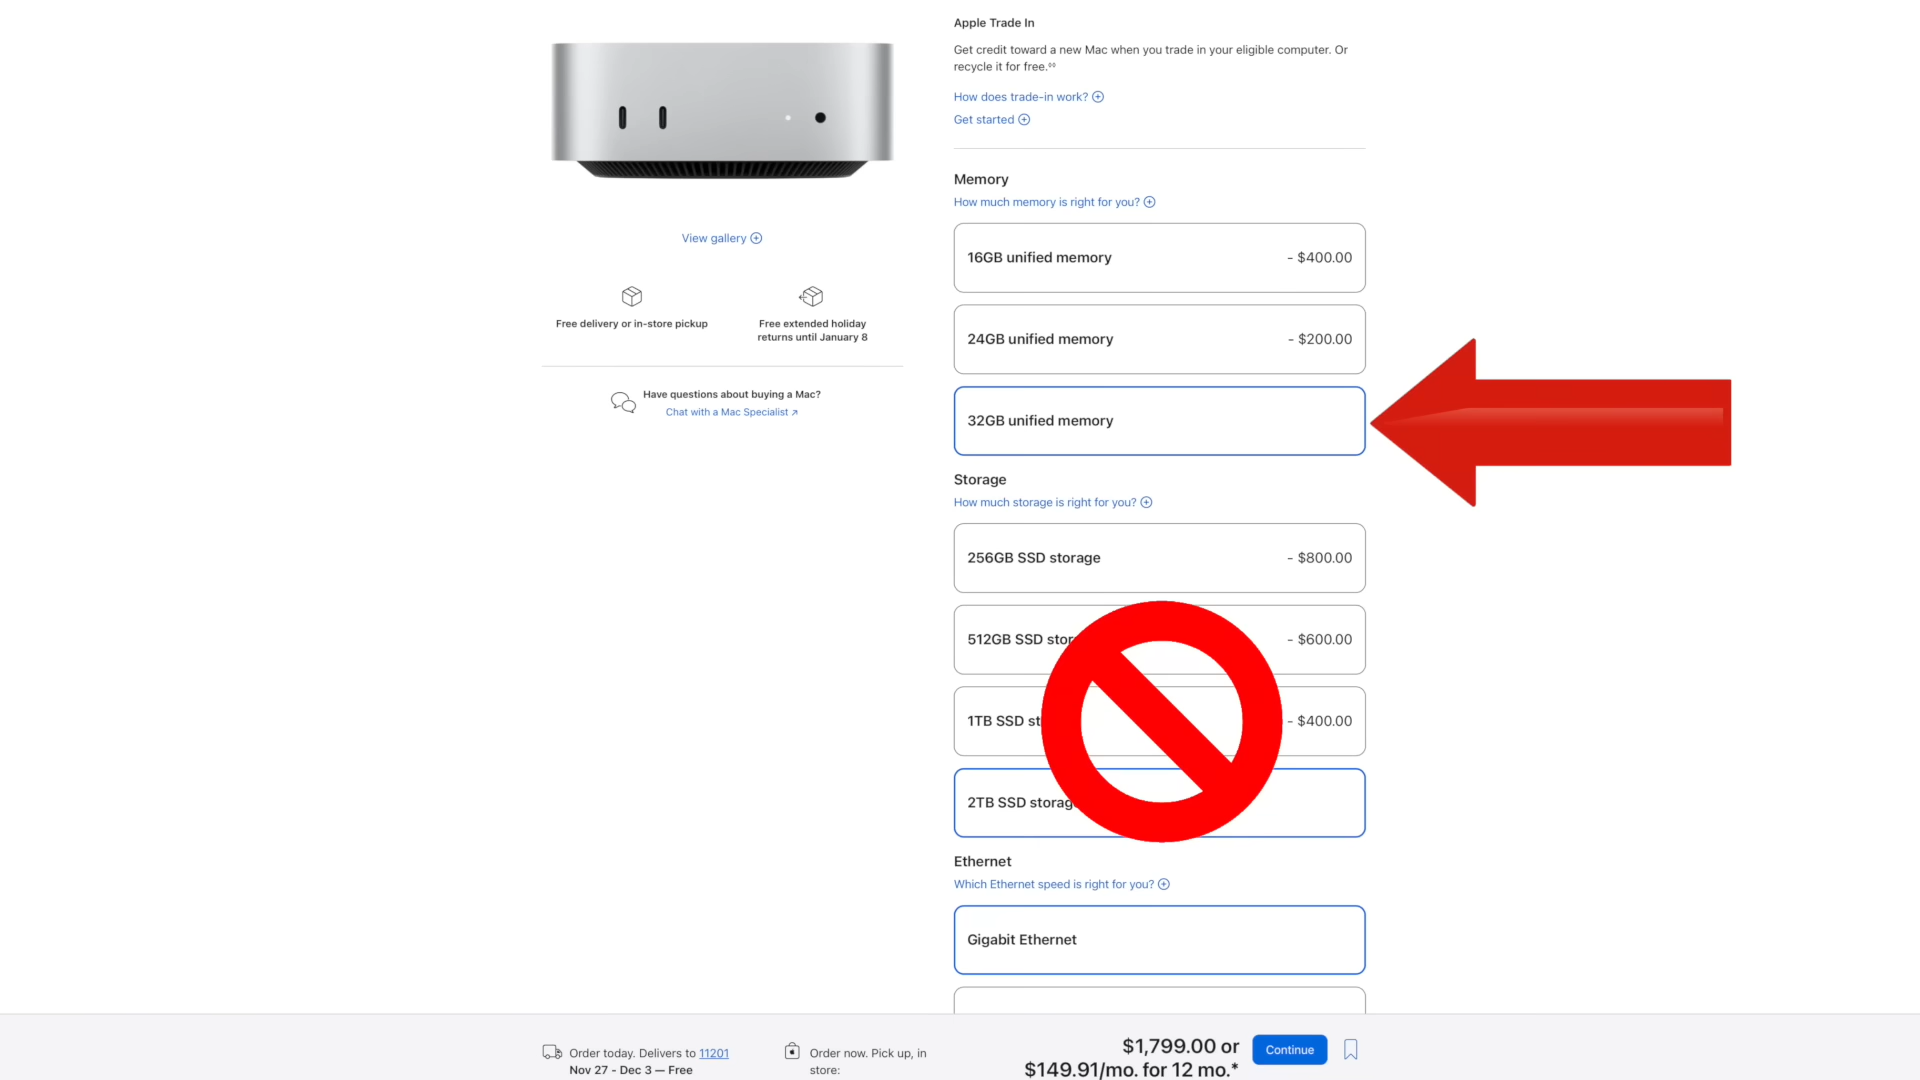 Apple Trade In
Get credit toward a new Mac when you trade in your eligible computer. Or
recycle it for free.◊◊
How does trade-in work?
Get started
Memory
How much memory is right for you?
16GB unified memory - $400.00
24GB unified memory - $200.00
32GB unified memory
Storage
How much storage is right for you?
256GB SSD storage - $800.00
512GB SSD stor - $600.00
1TB SSD st - $400.00
2TB SSD storag
Ethernet
Which Ethernet speed is right for you?
Gigabit Ethernet
View gallery
Free delivery or in-store pickup
Free extended holiday
returns until January 8
Have questions about buying a Mac?
Chat with a Mac Specialist ↗
Order today. Delivers to 11201
Nov 27 - Dec 3 — Free
Order now. Pick up, in
store:
$1,799.00 or
$149.91/mo. for 12 mo.*
Continue